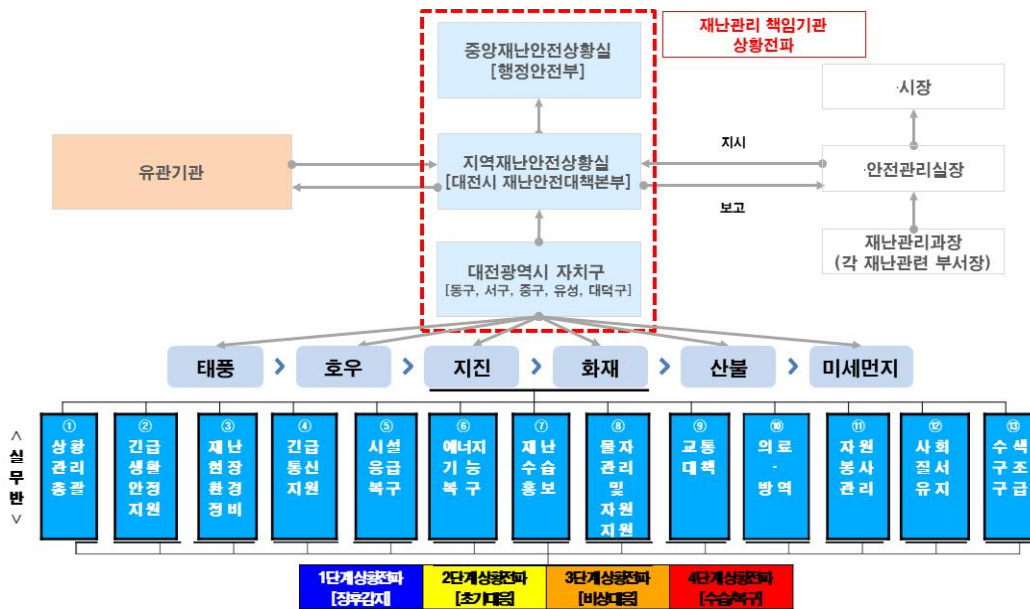 재난관리 책임기관
상황전파
중앙재난안전상황실
[행정안전부]
·시장
지시
유관기관
지역재난안전상황실
[대전시 재난안전대책본부]
·안전관리실장
보고
대전광역시 자치구
[동구, 서구, 중구, 유성, 대덕구]
재난관리과장
(각 재난관련 부서장)
태풍 > 호우 > 지진 > 화재 > 산불 > 미세먼지
<실무반>
①
상황
관리
총괄
②
긴급
생활
안정
지원
③
재난
현장
환경
정비
④
긴급
통신
지원
⑤
시설
응급
복구
⑥
에너지
기능
복구
⑦
재난
수습
홍보
⑧
물자
관리
및
자원
지원
⑨
교통
대책
⑩
의료
·
방역
⑪
자원
봉사
관리
⑫
사회
질서
유지
⑬
수색
구조
구급
1단계상황전파
[징후감지]
2단계상황전파
[초기대응]
3단계상황전파
[비상대응]
4단계상황전파
[수습/복구]